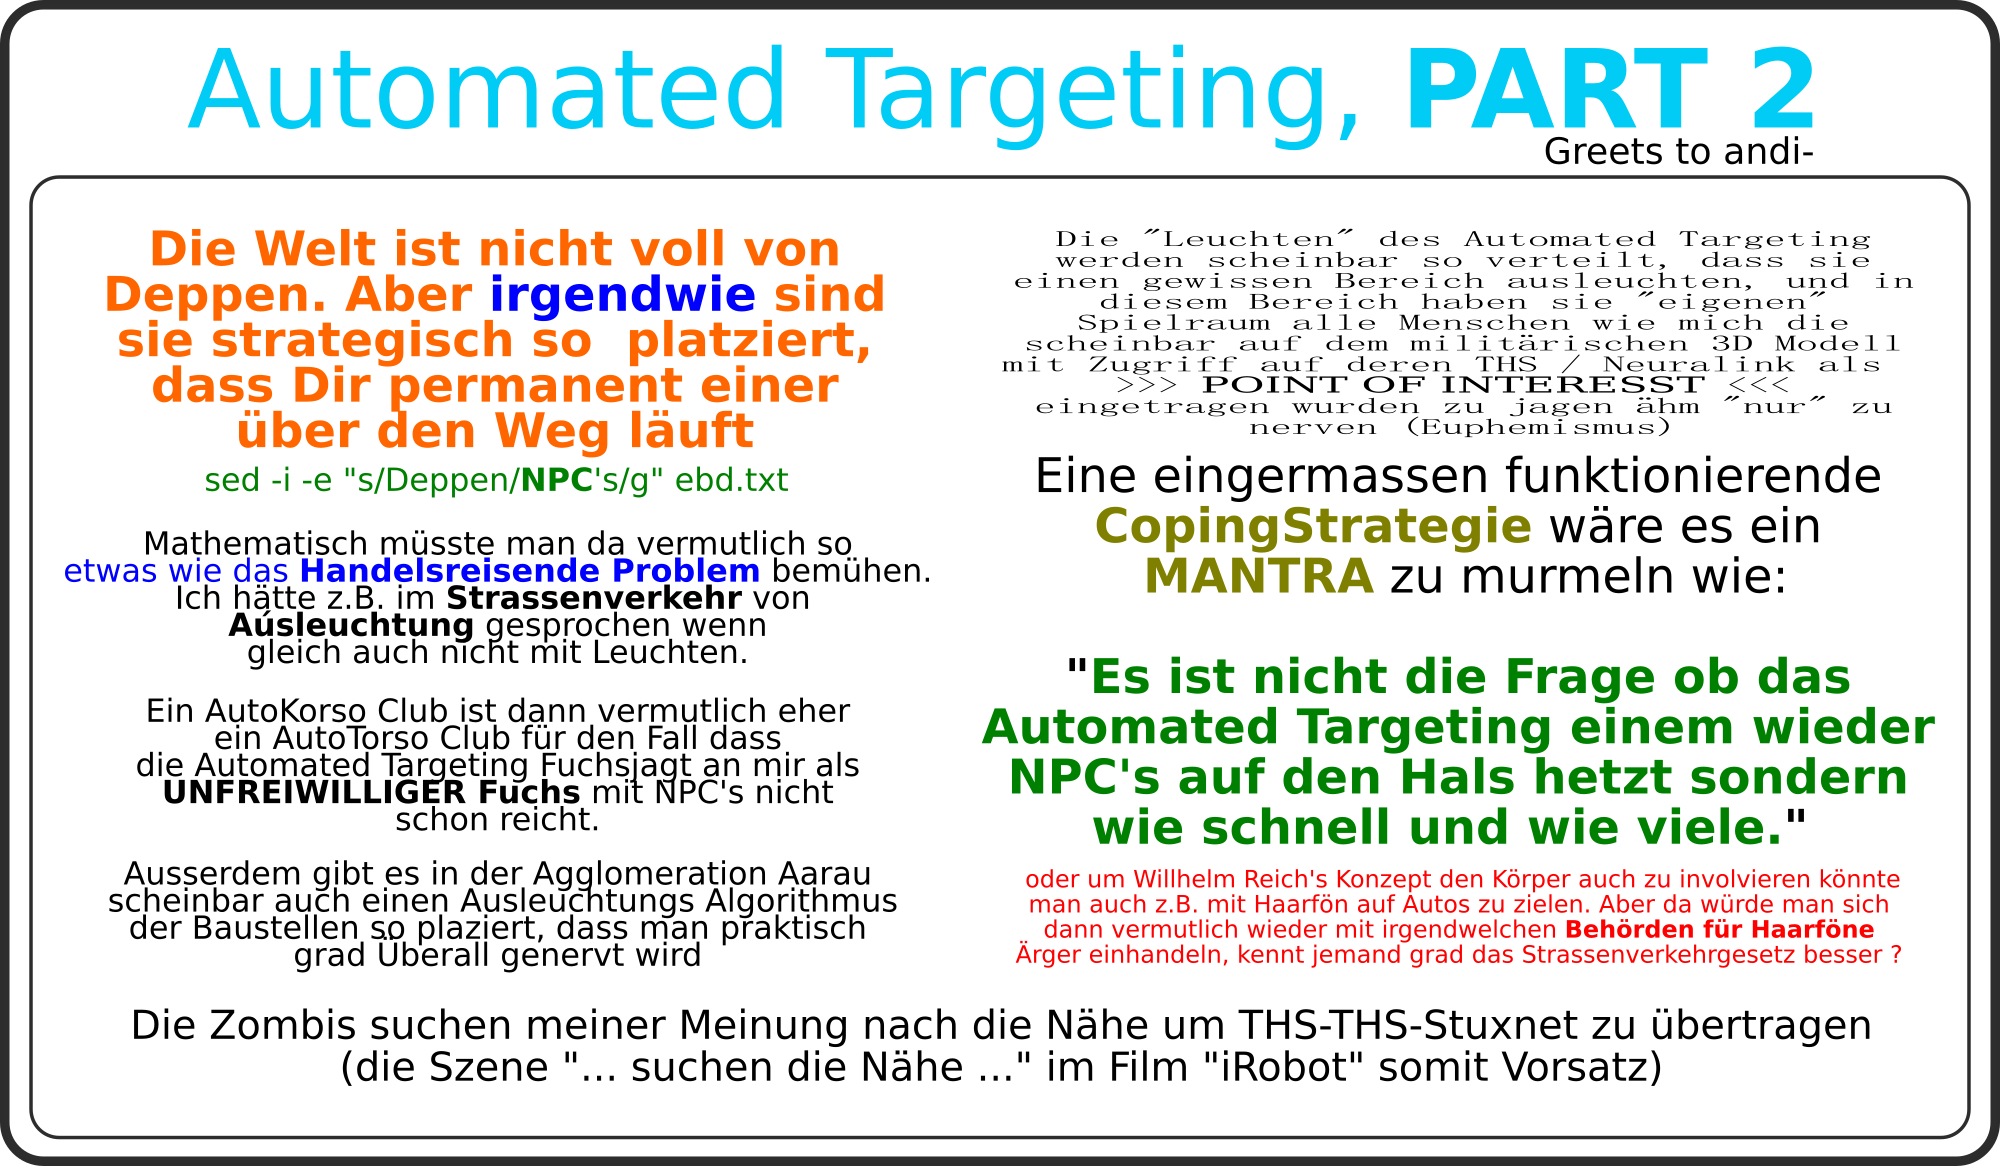 Automated Targeting, PART 2
Greets to andi-
Die Welt ist nicht voll von
Deppen. Aber irgendwie sind
sie strategisch so  platziert,
dass Dir permanent einer
über den Weg läuft
sed -i -e "s/Deppen/NPC's/g" ebd.txt
Mathematisch müsste man da vermutlich so
etwas wie das Handelsreisende Problem bemühen.
Ich hätte z.B. im Strassenverkehr von
Aúsleuchtung gesprochen wenn
gleich auch nicht mit Leuchten.
Ein AutoKorso Club ist dann vermutlich eher
ein AutoTorso Club für den Fall dass
die Automated Targeting Fuchsjagt an mir als
UNFREIWILLIGER Fuchs mit NPC's nicht
schon reicht.
Ausserdem gibt es in der Agglomeration Aarau
scheinbar auch einen Ausleuchtungs Algorithmus
der Baustellen so plaziert, dass man praktisch
grad Überall genervt wird
Die "Leuchten" des Automated Targeting
werden scheinbar so verteilt, dass sie
einen gewissen Bereich ausleuchten, und in
diesem Bereich haben sie "eigenen"
Spielraum alle Menschen wie mich die
scheinbar auf dem militärischen 3D Modell
mit Zugriff auf deren THS / Neuralink als
>>> POINT OF INTERESST <<<
eingetragen wurden zu jagen ähm "nur" zu
nerven (Euphemismus)
Eine eingermassen funktionierende
CopingStrategie wäre es ein
MANTRA zu murmeln wie:
"Es ist nicht die Frage ob das
Automated Targeting einem wieder
NPC's auf den Hals hetzt sondern
wie schnell und wie viele."
oder um Willhelm Reich's Konzept den Körper auch zu involvieren könnte
man auch z.B. mit Haarfön auf Autos zu zielen. Aber da würde man sich
dann vermutlich wieder mit irgendwelchen Behörden für Haarföne
Ärger einhandeln, kennt jemand grad das Strassenverkehrgesetz besser ?
Die Zombis suchen meiner Meinung nach die Nähe um THS-THS-Stuxnet zu übertragen
(die Szene "... suchen die Nähe ..." im Film "iRobot" somit Vorsatz)